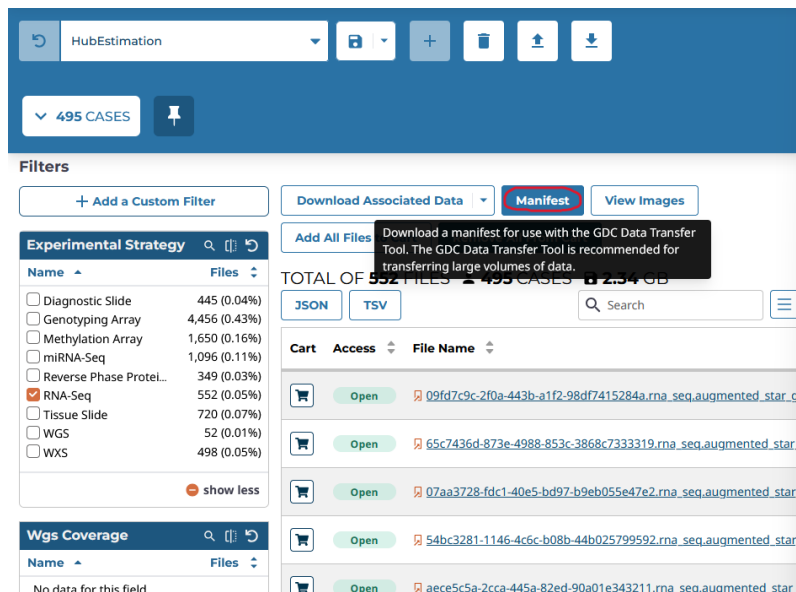 HubEstimation
495 CASES
Filters
+ Add a Custom Filter
Download Associated Data
Manifest
View Images
Add All Files to
Download a manifest for use with the GDC Data Transfer
Tool. The GDC Data Transfer Tool is recommended for
transferring large volumes of data.
TOTAL OF 552 FILES 495 CASES 2.34 GB
JSON
TSV
Search
Experimental Strategy
Name Files
Diagnostic Slide 445 (0.04%)
Genotyping Array 4,456 (0.43%)
Methylation Array 1,650 (0.16%)
miRNA-Seq 1,096 (0.11%)
Reverse Phase Protei... 349 (0.03%)
RNA-Seq 552 (0.05%)
Tissue Slide 720 (0.07%)
WGS 52 (0.01%)
WXS 498 (0.05%)
show less
Wgs Coverage
Name Files
No data for this field
Cart Access File Name
Open 09fd7c9c-2f0a-443b-a1f2-98df7415284a.rna_seq.augmented_star_
Open 65c7436d-873e-4988-853c-3868c7333319.rna_seq.augmented_star
Open 07aa3728-fdc1-40e5-bd97-b9eb055e47e2.rna_seq.augmented_star
Open 54bc3281-1146-4c6c-b08b-44b025799592.rna_seq.augmented_star
Open aece5c5a-2cca-445a-82ed-90a01e343211.rna_seq.augmented_star